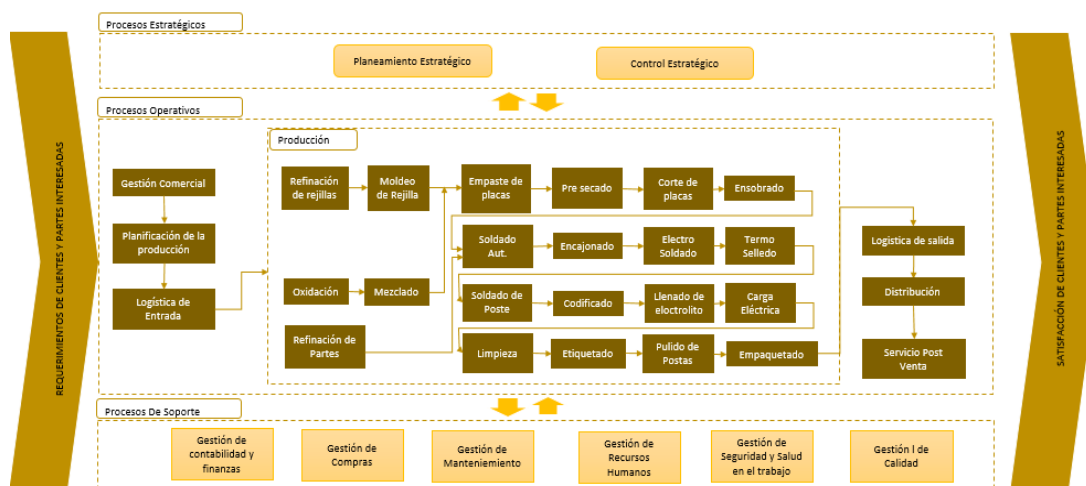 Procesos Estratégicos
Planeamiento Estratégico
Control Estratégico
REQUERIMIENTOS DE CLIENTES Y PARTES INTERESADAS
Procesos Operativos
Gestión Comercial
Planificación de la
producción
Logística de
Entrada
Producción
Refinación
de rejillas
Moldeo
de Rejilla
Empaste de
placas
Pre secado
Corte de
placas
Ensobrado
Soldado
Aut.
Encajonado
Electro
Soldado
Termo
Selledo
Oxidación
Mezclado
Soldado de
Poste
Codificado
Llenado de
eloctrolito
Carga
Eléctrica
Refinación de
Partes
Limpieza
Etiquetado
Pulido de
Postas
Empaquetado
Logistica de salida
Distribución
Servicio Post
Venta
SATISFACCIÓN DE CLIENTES Y PARTES INTERESADAS
Procesos De Soporte
Gestión de
contabilidad y
finanzas
Gestión de
Compras
Gestión de
Manteniemiento
Gestión de
Recursos
Humanos
Gestión de
Seguridad y Salud
en el trabajo
Gestión l de
Calidad